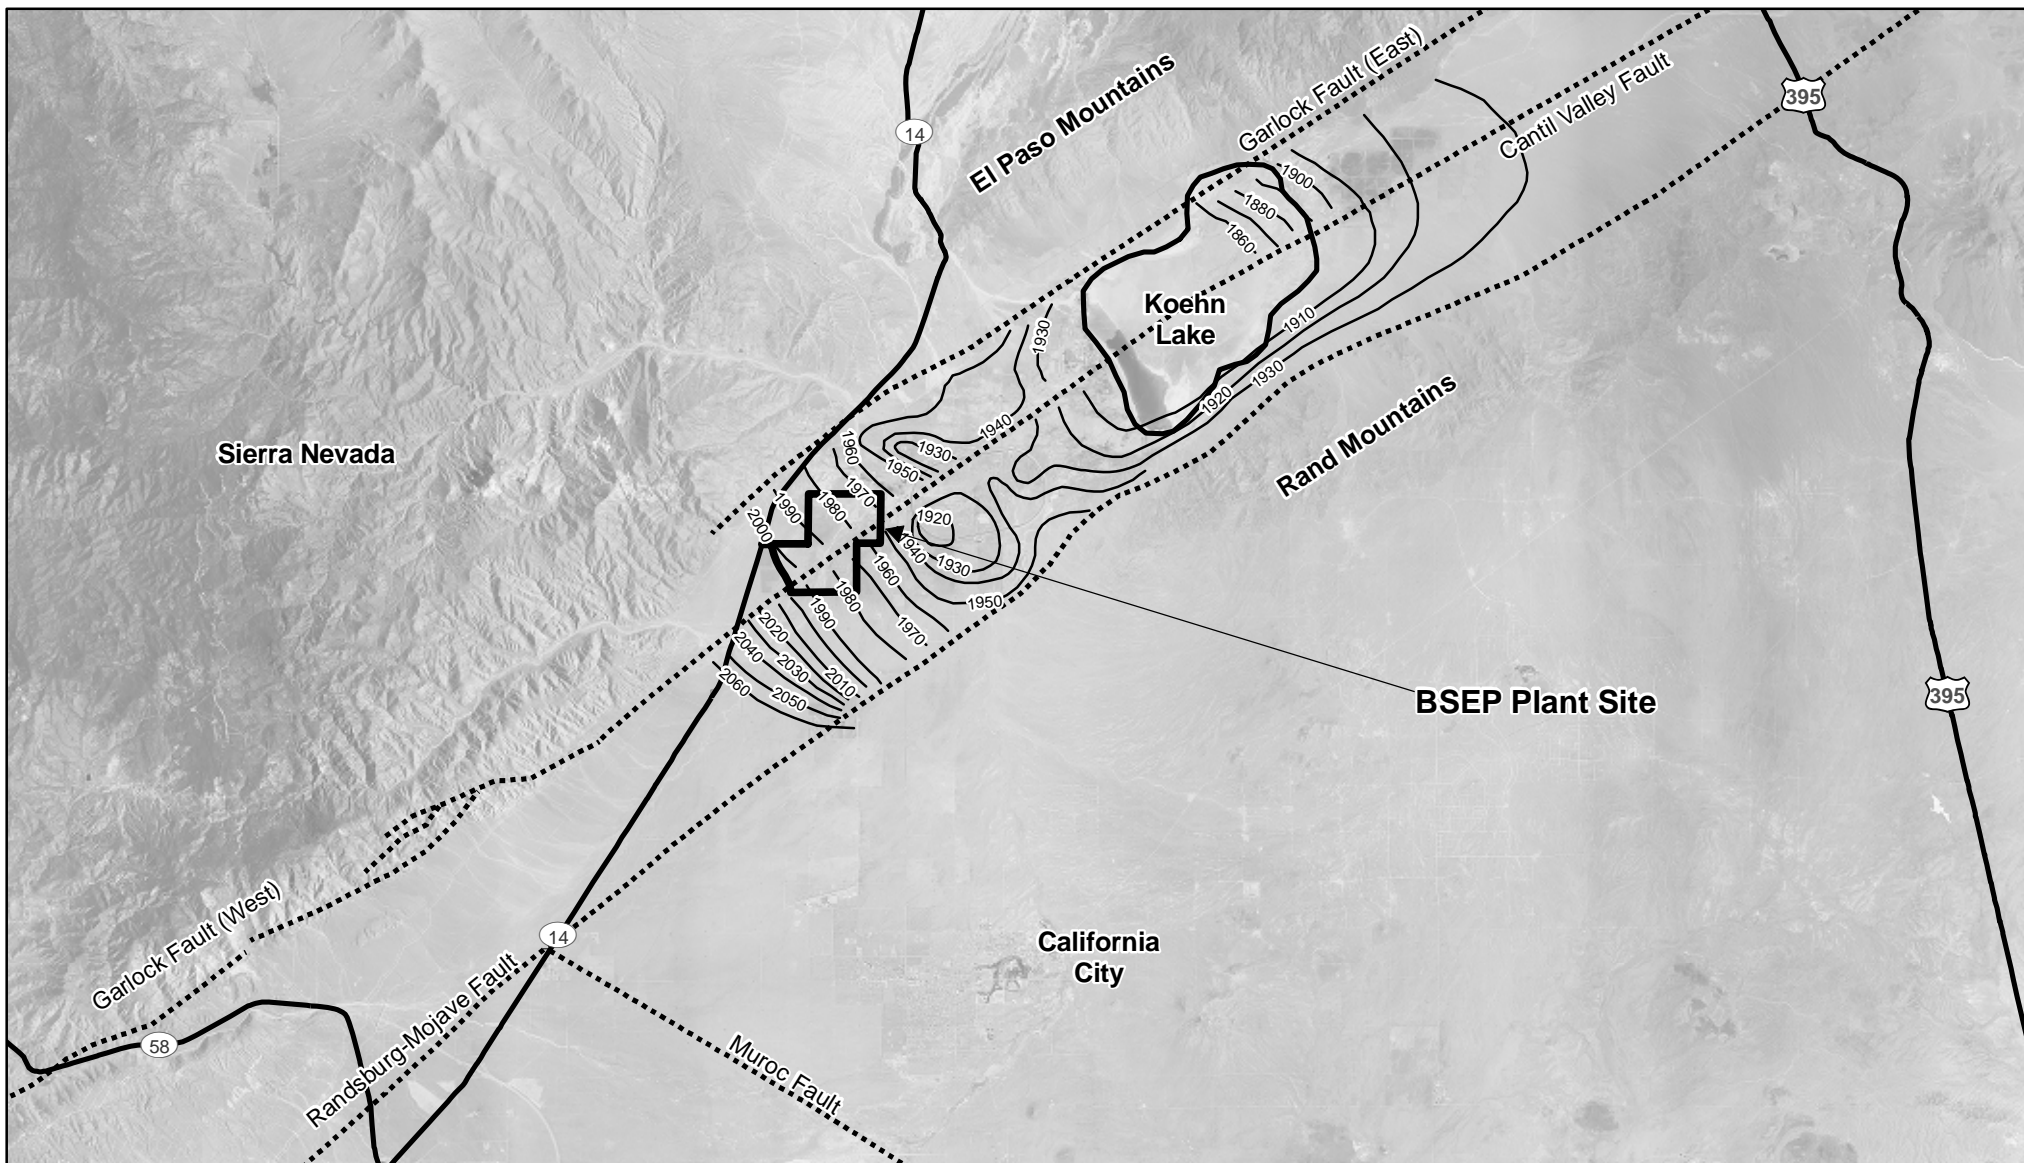 395
14
El Paso Mountains
Garlock Fault (East)
Cantil Valley Fault
1900
1880
1860
Koehn
Lake
1910
1930
1920
1930
1940
1930
1950
1960
1970
1980
1990
2000
Sierra Nevada
Rand Mountains
1920
1940
1930
1950
1960
1980
1990
1970
2020
2040
2030
2010
2060
2050
BSEP Plant Site
395
Garlock Fault (West)
14
Randsburg-Mojave Fault
California
City
58
Muroc Fault